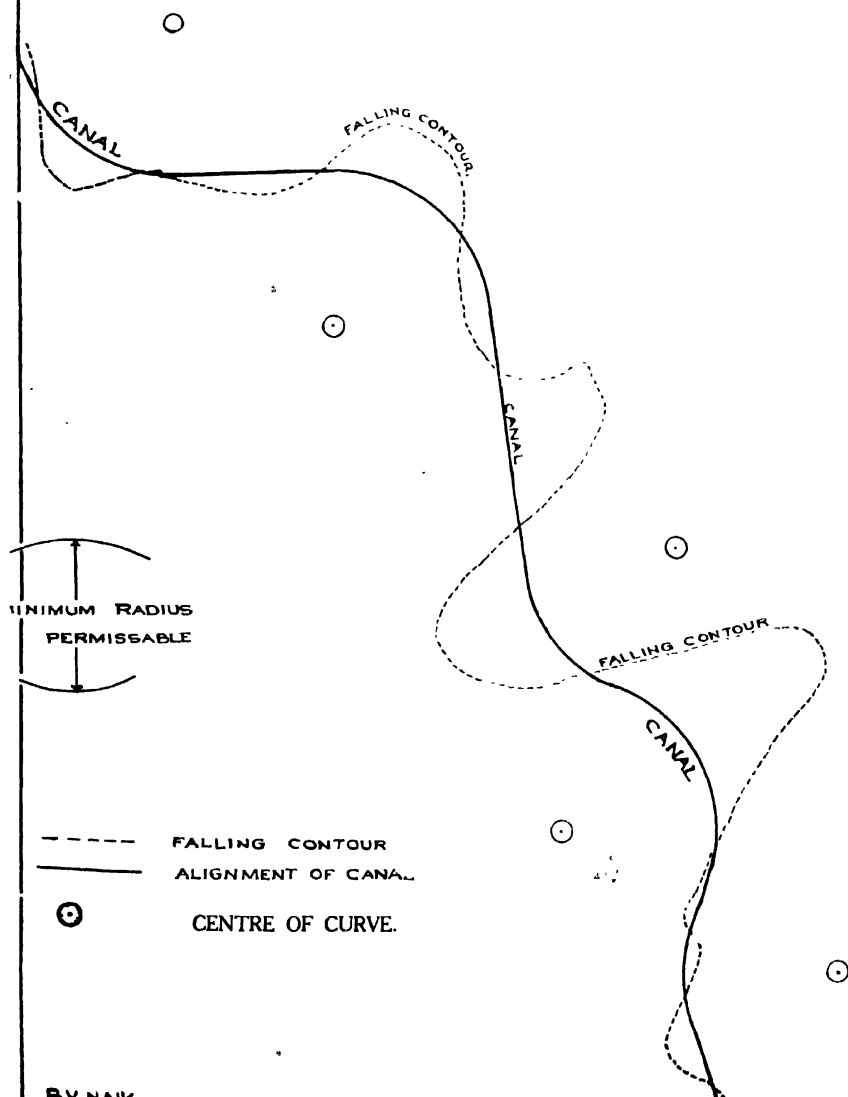 CANAL
FALLING CONTOUR
CANAL
MINIMUM RADIUS
PERMISSABLE
FALLING CONTOUR
CANAL
FALLING CONTOUR
ALIGNMENT OF CANAL
CENTRE OF CURVE.